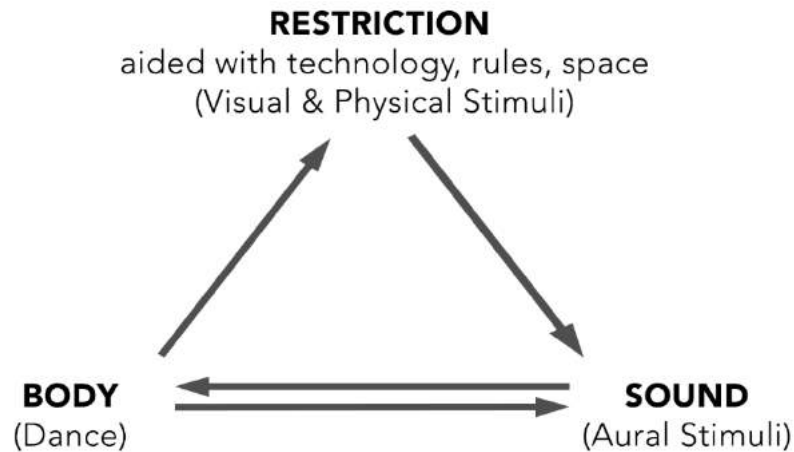 RESTRICTION
aided with technology, rules, space
(Visual & Physical Stimuli)
BODY
(Dance)
SOUND
(Aural Stimuli)